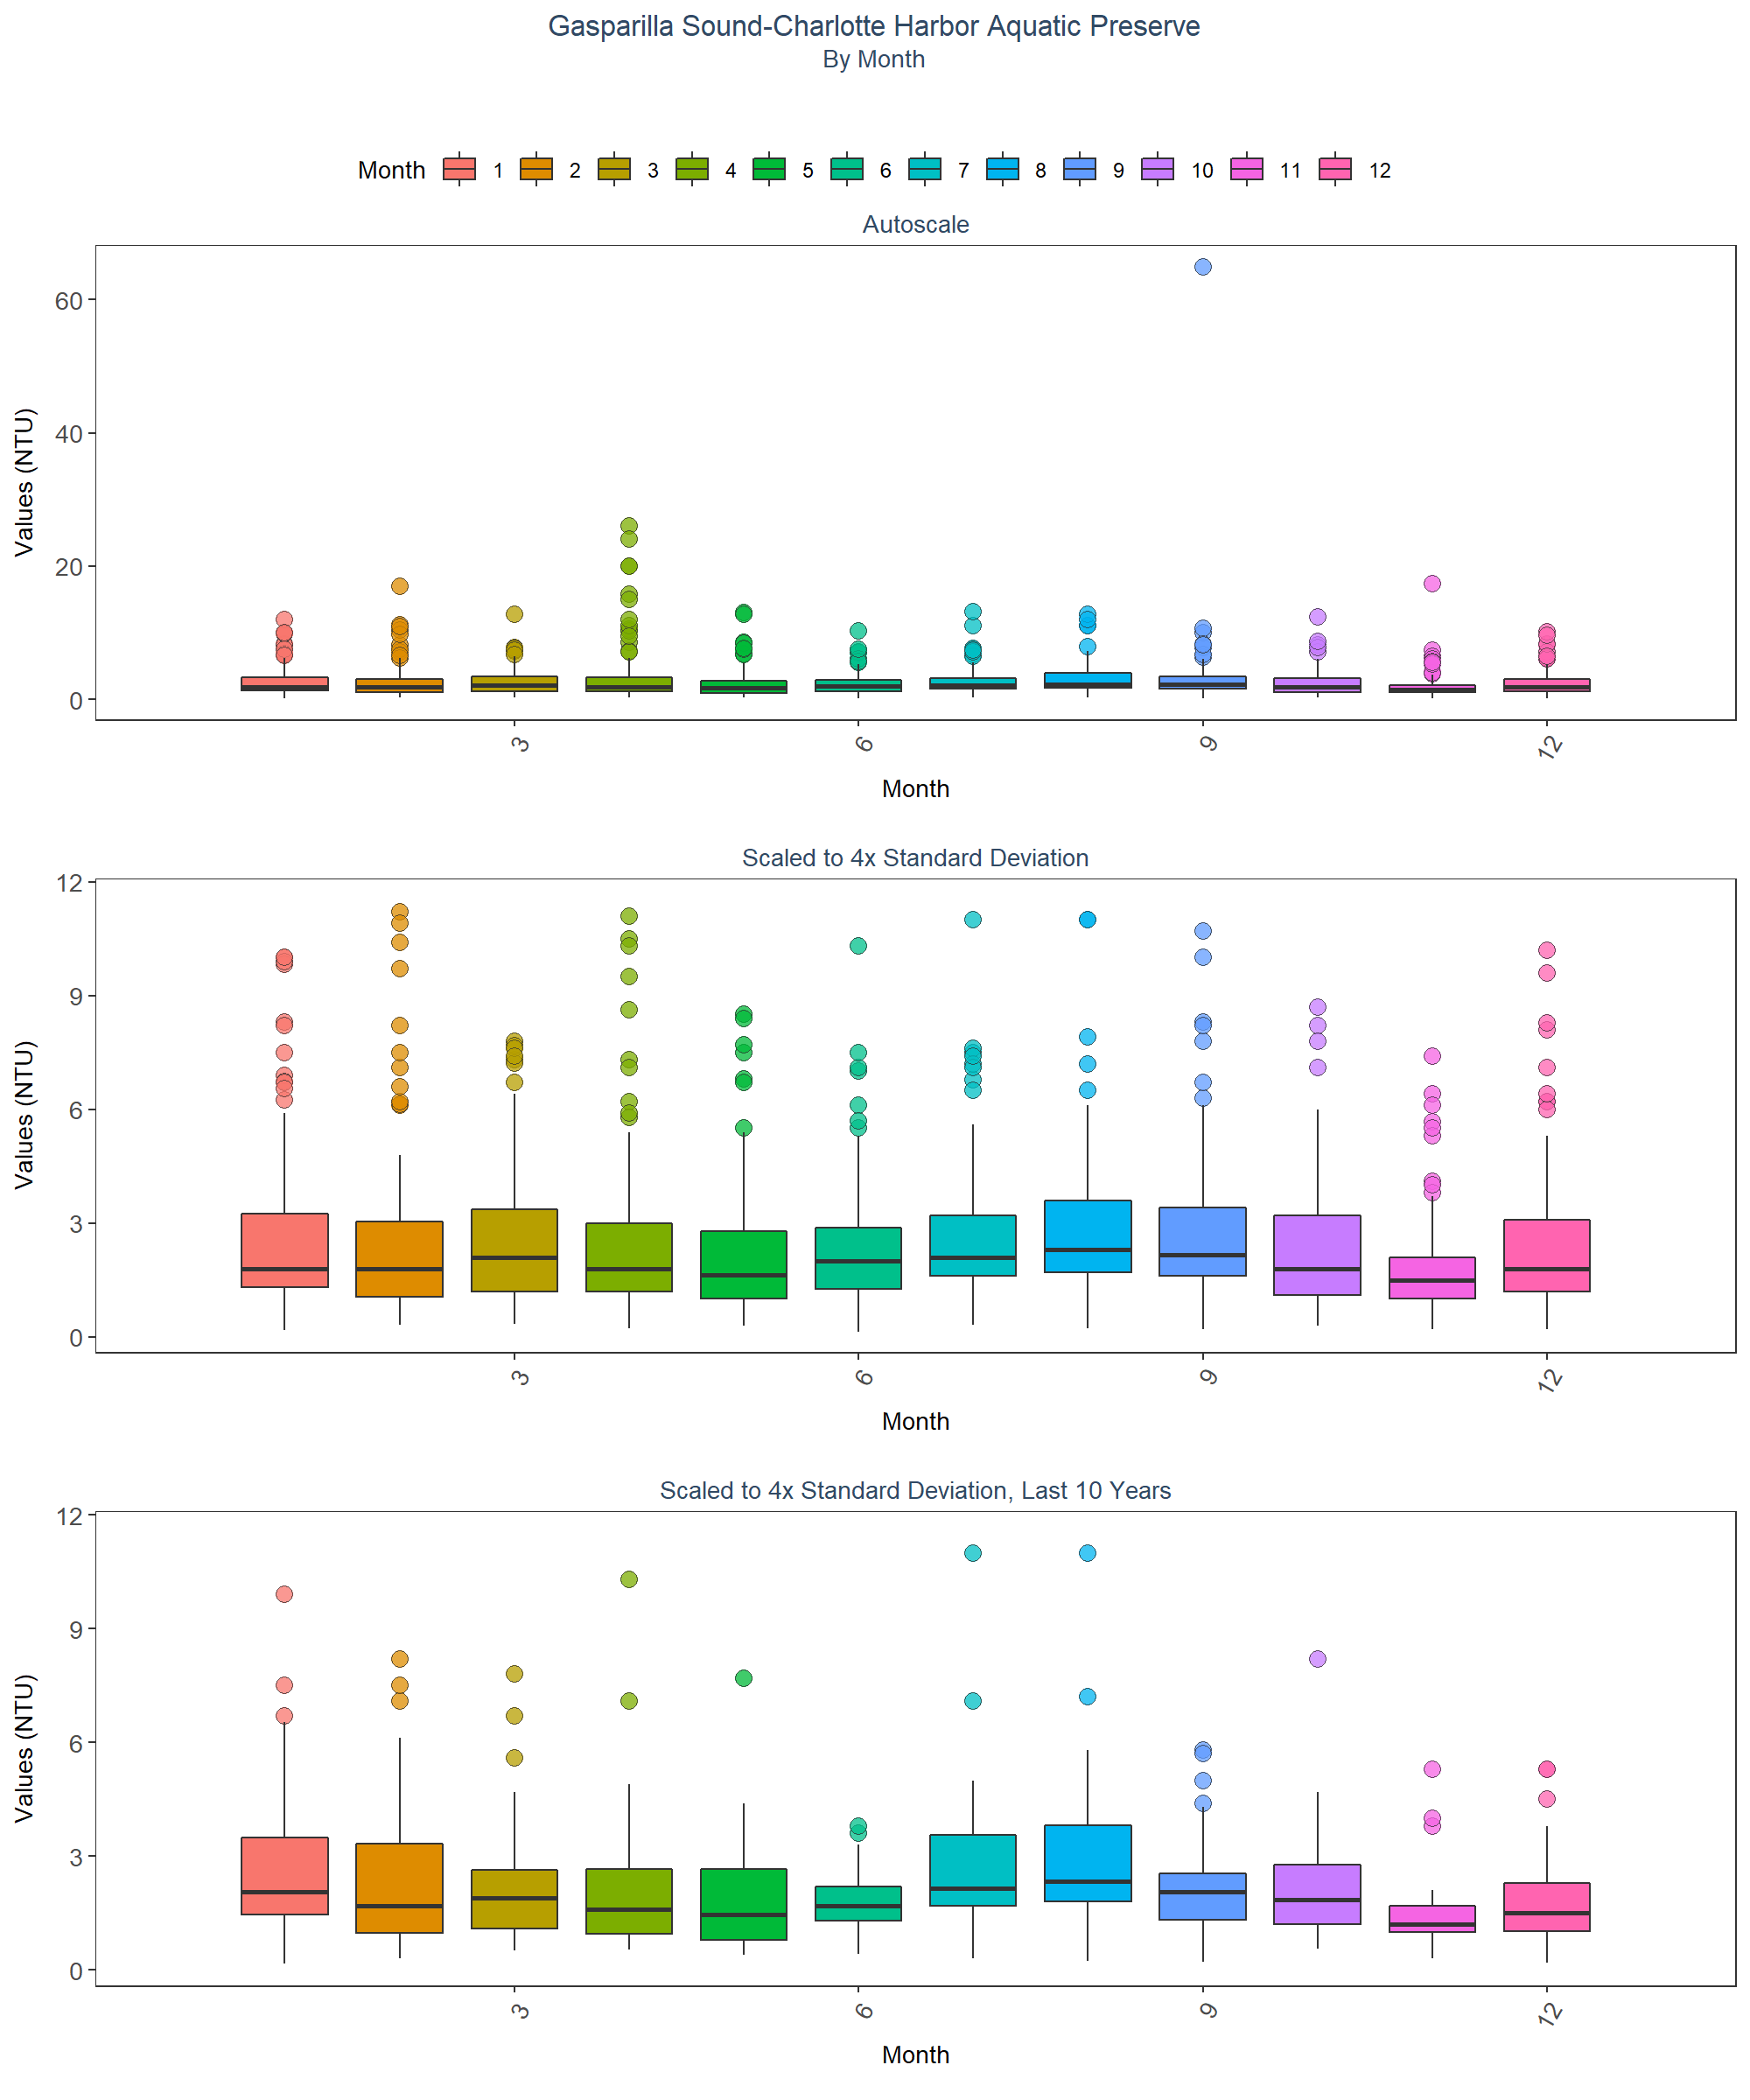 Gasparilla Sound-Charlotte Harbor Aquatic Preserve
By Month
Month 1 2 3 4 5 6 7 8 9 10 11 12
Autoscale
Values (NTU)
60
40
20
0
3 6 9 12
Month
Scaled to 4x Standard Deviation
Values (NTU)
12
9
6
3
0
3 6 9 12
Month
Scaled to 4x Standard Deviation, Last 10 Years
Values (NTU)
12
9
6
3
0
3 6 9 12
Month